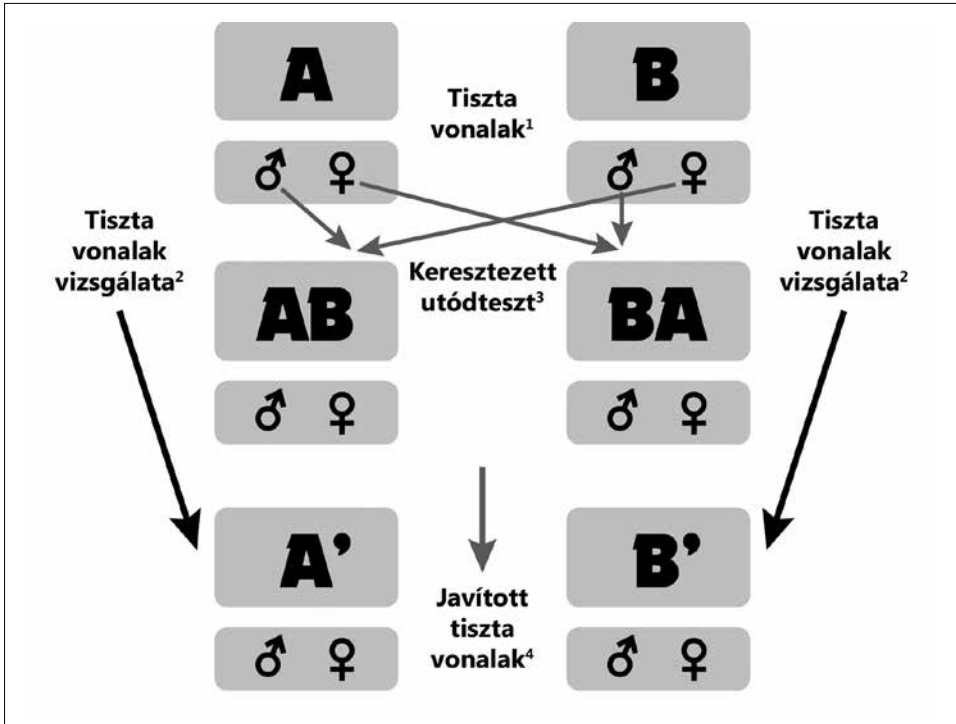 A
B
Tiszta
vonalak¹
♂ ♀
♂ ♀
Tiszta
vonalak
vizsgálata²
Tiszta
vonalak
vizsgálata²
Keresztezett
utódteszt³
AB
BA
♂ ♀
♂ ♀
A’
B’
Javított
tiszta
vonalak⁴
♂ ♀
♂ ♀